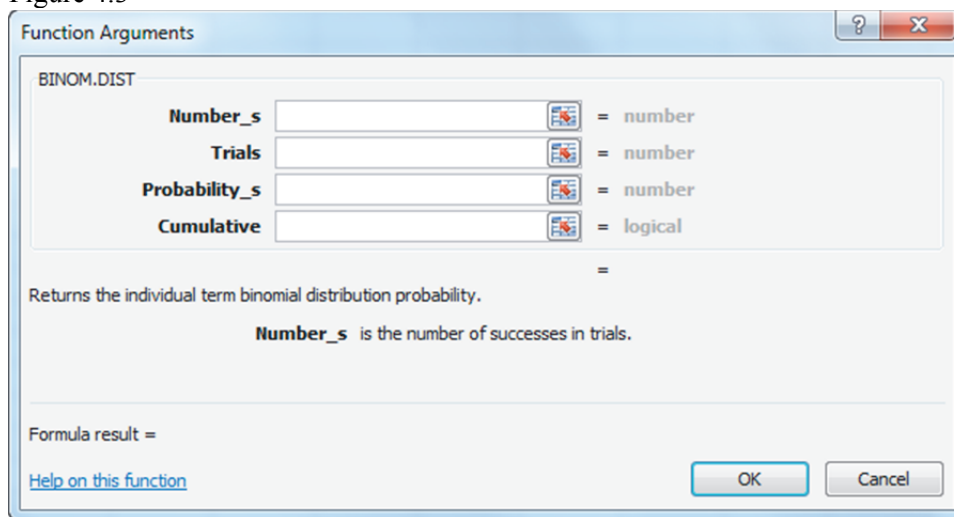 Function Arguments
BINOM.DIST
Number_s = number
Trials = number
Probability_s = number
Cumulative = logical
=
Returns the individual term binomial distribution probability.
Number_s is the number of successes in trials.
Formula result =
Help on this function
OK Cancel